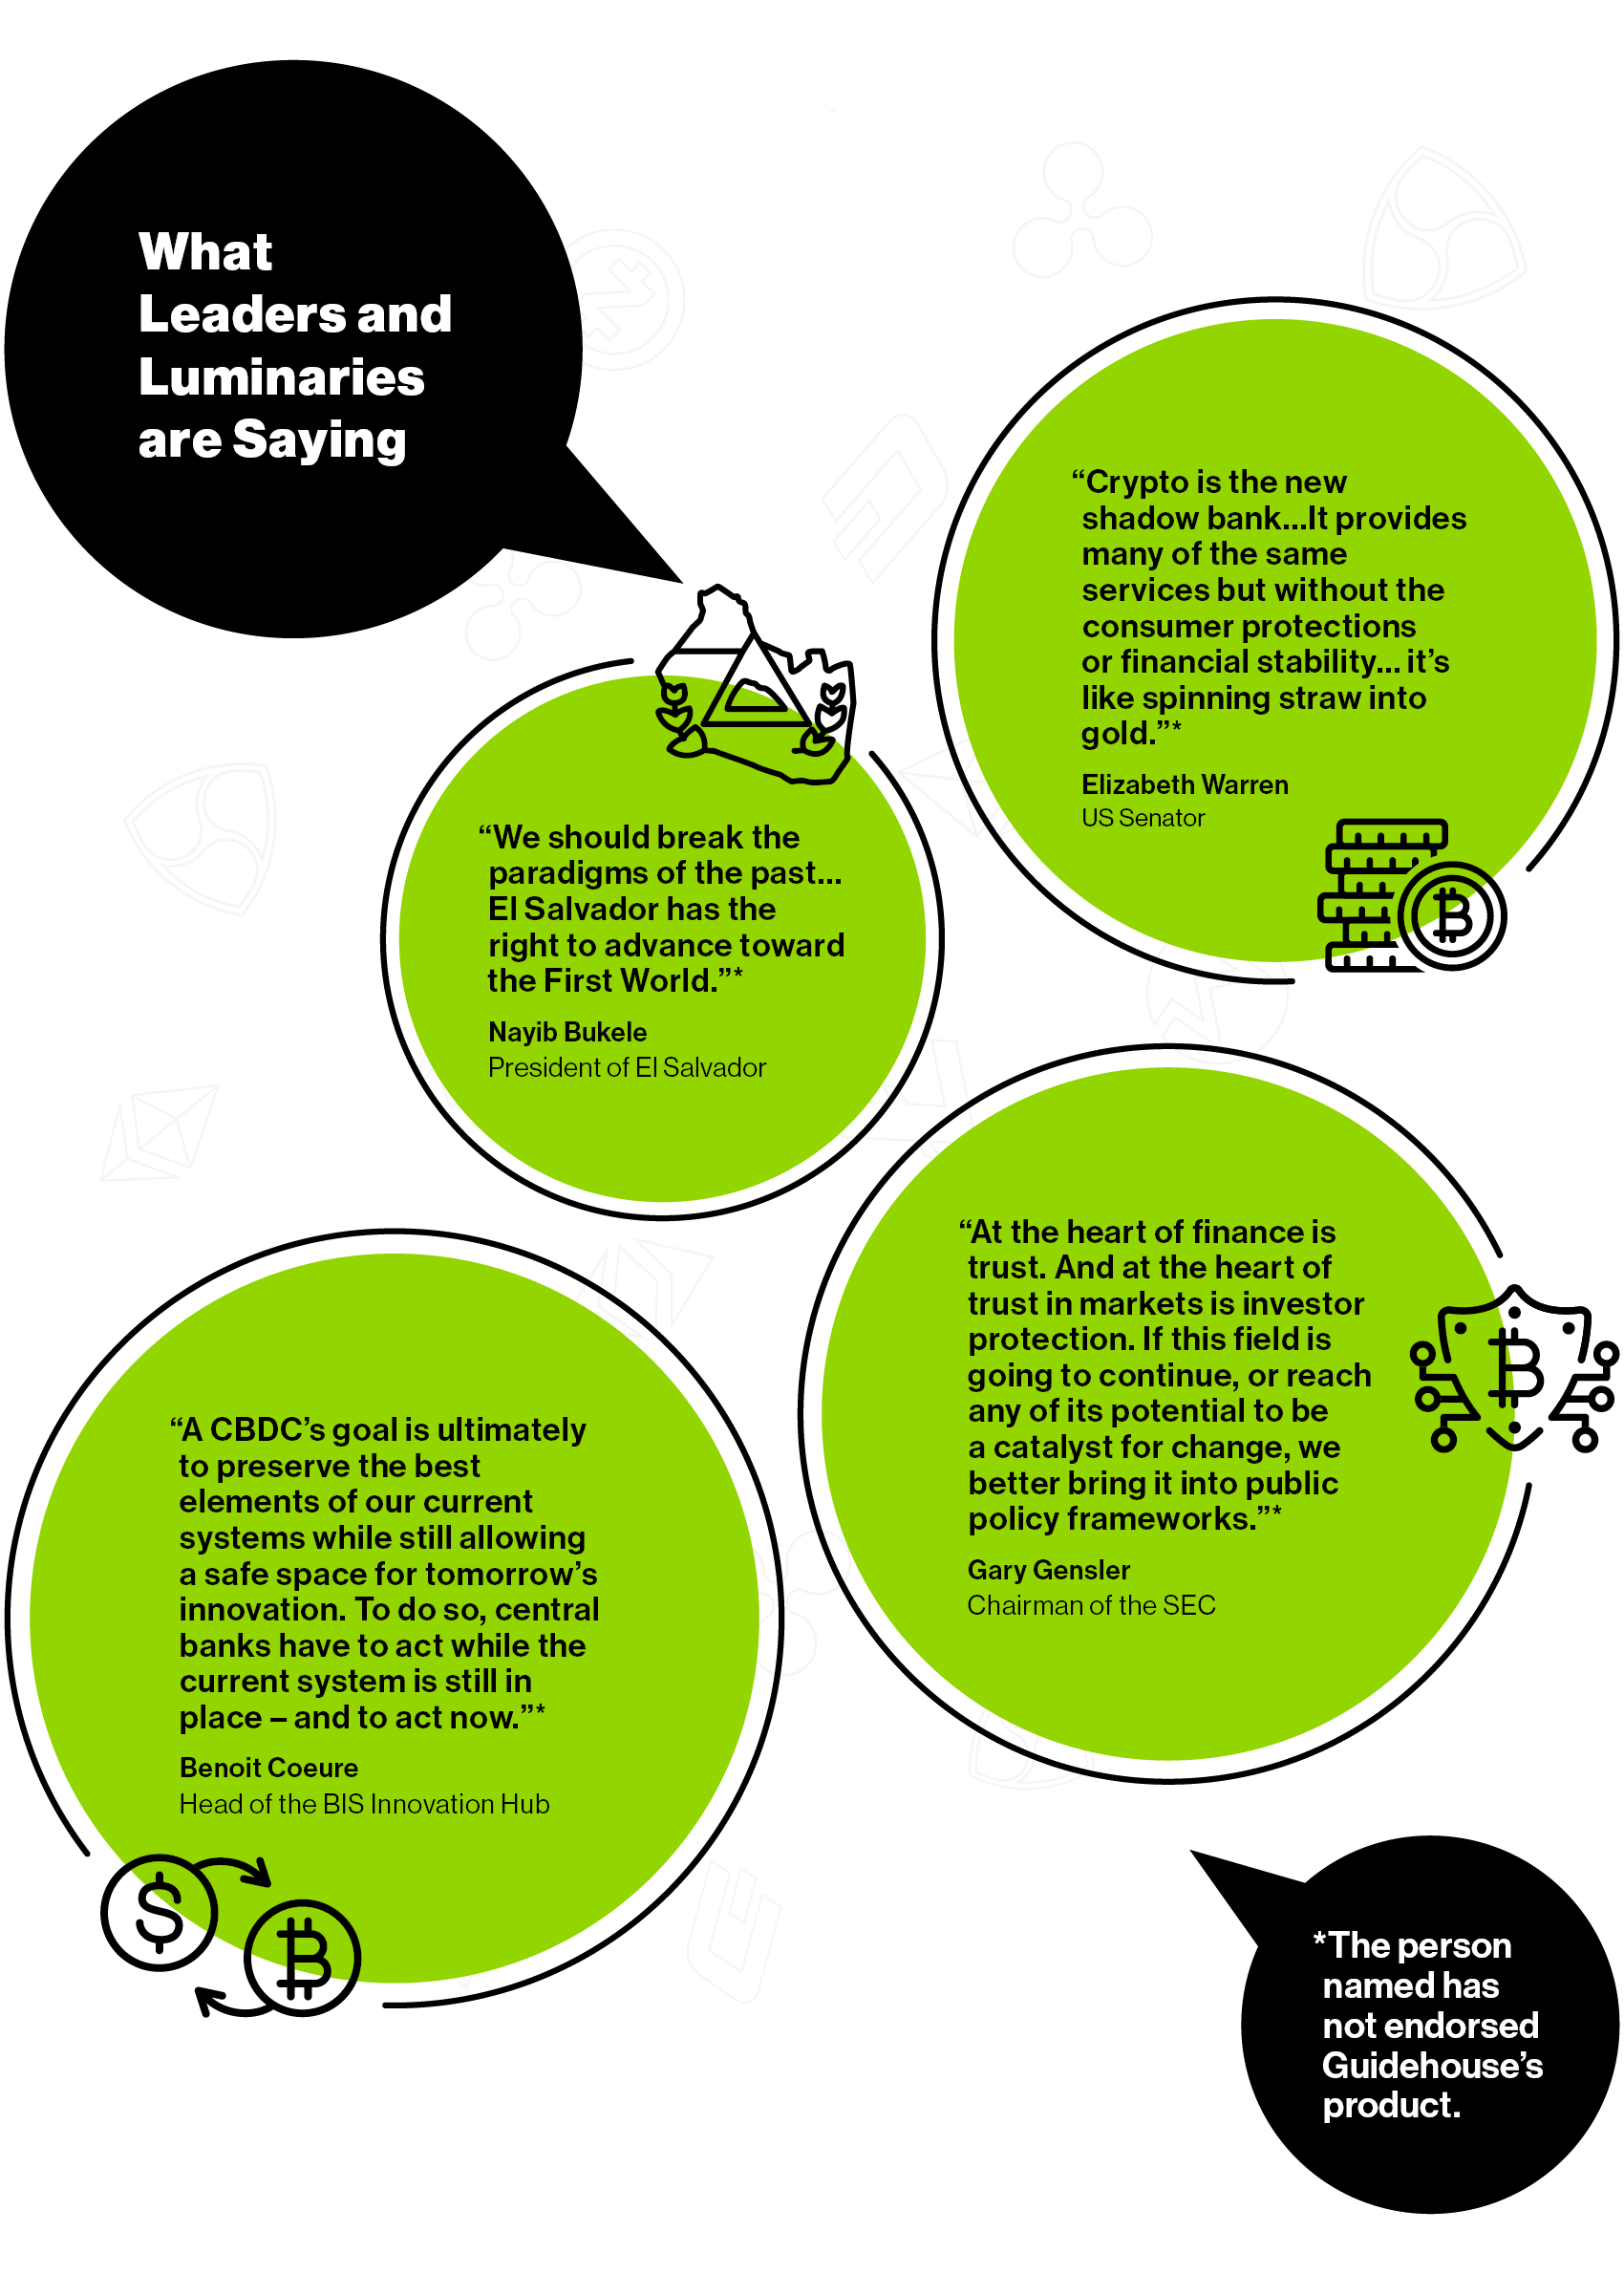 What
Leaders and
Luminaries
are Saying
“Crypto is the new
shadow bank...It provides
many of the same
services but without the
consumer protections
or financial stability... it’s
like spinning straw into
gold.”*
Elizabeth Warren
US Senator
“We should break the
paradigms of the past...
El Salvador has the
right to advance toward
the First World.”*
Nayib Bukele
President of El Salvador
“At the heart of finance is
trust. And at the heart of
trust in markets is investor
protection. If this field is
going to continue, or reach
any of its potential to be
a catalyst for change, we
better bring it into public
policy frameworks.”*
Gary Gensler
Chairman of the SEC
“A CBDC’s goal is ultimately
to preserve the best
elements of our current
systems while still allowing
a safe space for tomorrow’s
innovation. To do so, central
banks have to act while the
current system is still in
place – and to act now.”*
Benoit Coeure
Head of the BIS Innovation Hub
*The person
named has
not endorsed
Guidehouse’s
product.